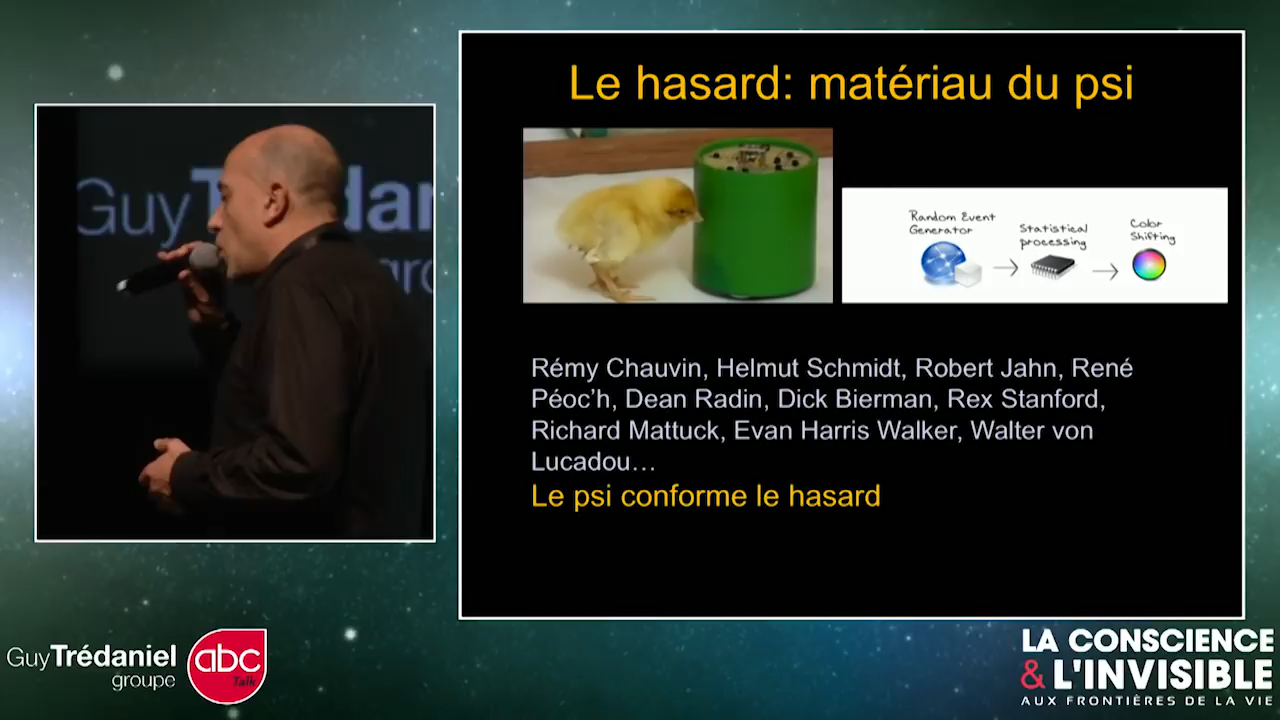 Le hasard: matériau du psi
Random Event
Generator
Statistical
processing
Color
Shifting
Rémy Chauvin, Helmut Schmidt, Robert Jahn, René
Péoc’h, Dean Radin, Dick Bierman, Rex Stanford,
Richard Mattuck, Evan Harris Walker, Walter von
Lucadou…
Le psi conforme le hasard
Guy Trédaniel
groupe
abc
Talk
LA CONSCIENCE
& L'INVISIBLE
AUX FRONTIÈRES DE LA VIE